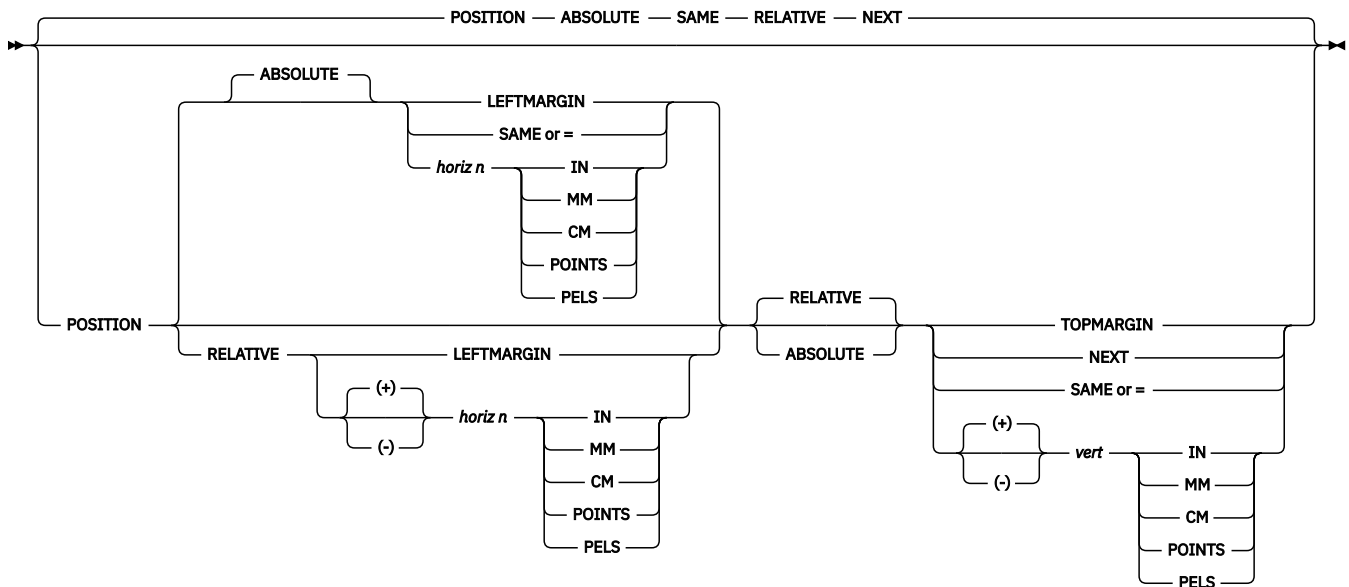 POSITION ABSOLUTE SAME RELATIVE NEXT
ABSOLUTE
LEFTMARGIN
SAME or =
horiz n IN
MM
CM
POINTS
PELS
POSITION
RELATIVE LEFTMARGIN
(+)
(-)
horiz n IN
MM
CM
POINTS
PELS
RELATIVE
ABSOLUTE
TOPMARGIN
NEXT
SAME or =
(+)
(-)
vert IN
MM
CM
POINTS
PELS